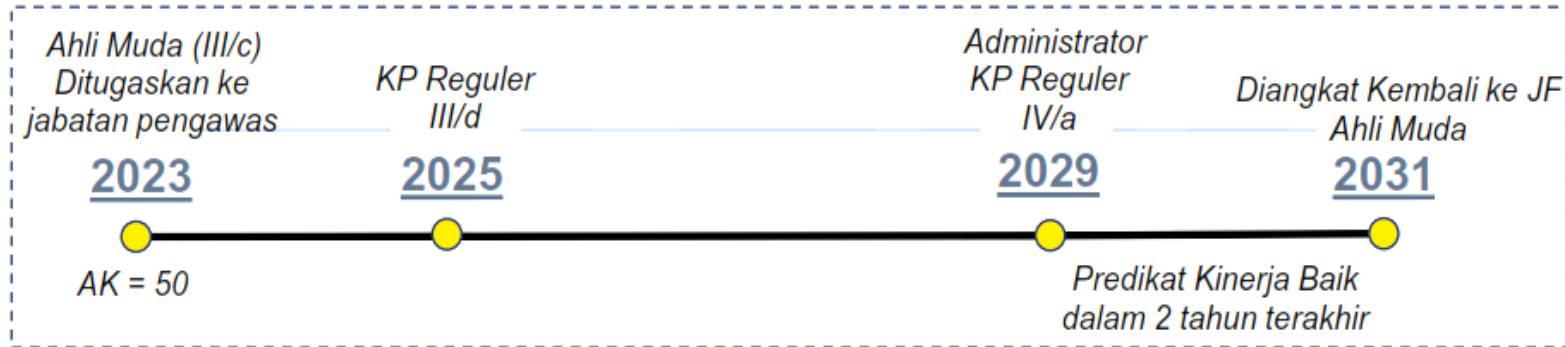 Ahli Muda (III/c)
Ditugaskan ke
jabatan pengawas
2023
AK = 50
KP Reguler
III/d
2025
Administrator
KP Reguler
IV/a
2029
Predikat Kinerja Baik
dalam 2 tahun terakhir
Diangkat Kembali ke JF
Ahli Muda
2031